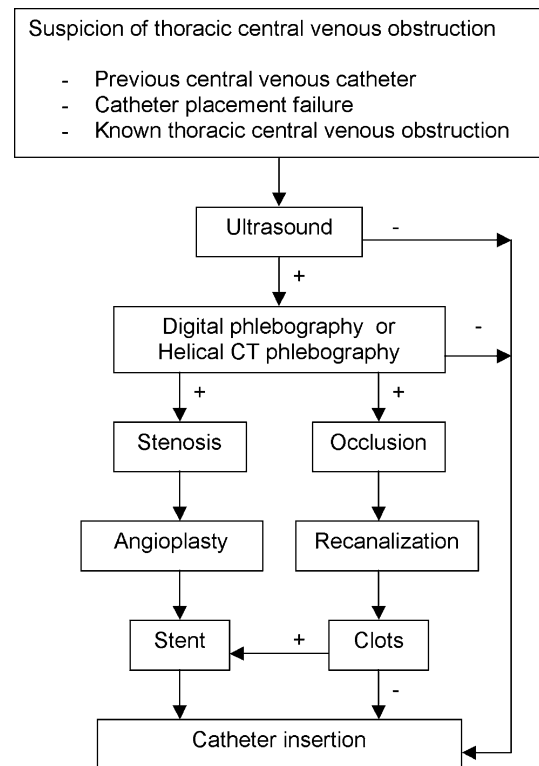 Suspicion of thoracic central venous obstruction
- Previous central venous catheter
- Catheter placement failure
- Known thoracic central venous obstruction
Ultrasound
-
+
Digital phlebography or
Helical CT phlebography
-
+
+
Stenosis
Occlusion
Angioplasty
Recanalization
Stent
+
Clots
-
Catheter insertion